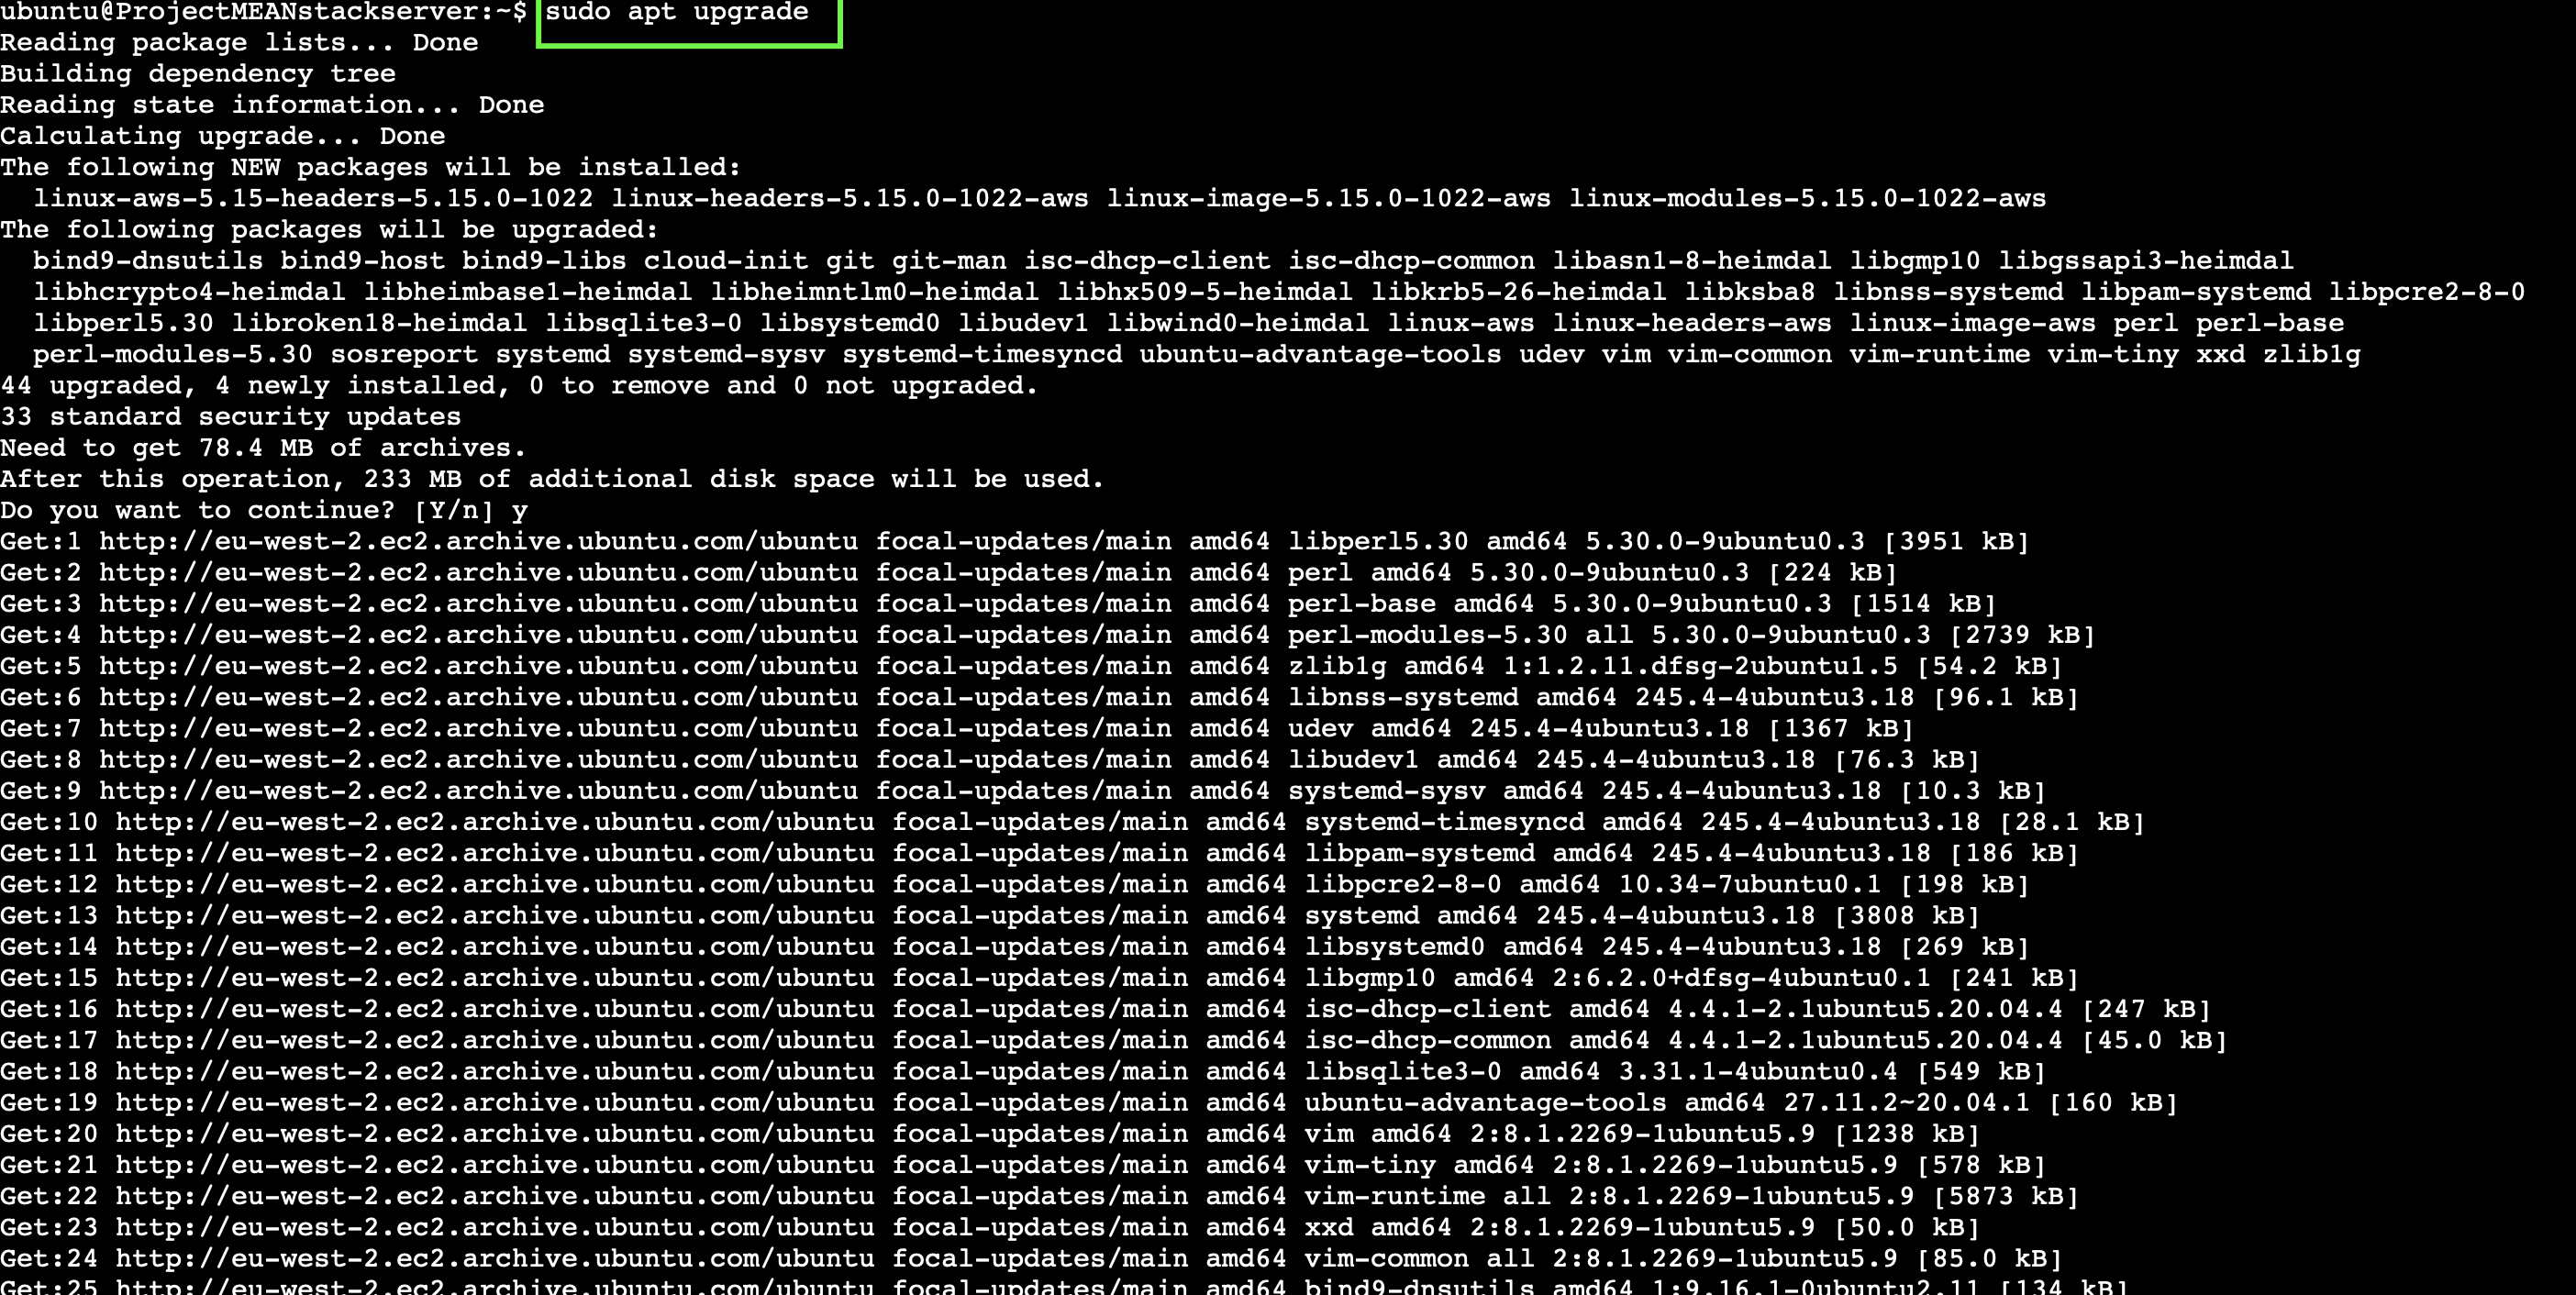 ubuntu@ProjectMEANstackserver:~$ sudo apt upgrade
Reading package lists... Done
Building dependency tree
Reading state information... Done
Calculating upgrade... Done
The following NEW packages will be installed:
  linux-aws-5.15-headers-5.15.0-1022 linux-headers-5.15.0-1022-aws linux-image-5.15.0-1022-aws linux-modules-5.15.0-1022-aws
The following packages will be upgraded:
  bind9-dnsutils bind9-host bind9-libs cloud-init git git-man isc-dhcp-client isc-dhcp-common libasn1-8-heimdal libgmp10 libgssapi3-heimdal
  libhcrypto4-heimdal libheimbase1-heimdal libheimntlm0-heimdal libhx509-5-heimdal libkrb5-26-heimdal libksba8 libnss-systemd libpam-systemd libpcre2-8-0
  libperl5.30 libroken18-heimdal libsqlite3-0 libsystemd0 libudev1 libwind0-heimdal linux-aws linux-headers-aws linux-image-aws perl perl-base
  perl-modules-5.30 sosreport systemd systemd-sysv systemd-timesyncd ubuntu-advantage-tools udev vim vim-common vim-runtime vim-tiny xxd zlib1g
44 upgraded, 4 newly installed, 0 to remove and 0 not upgraded.
33 standard security updates
Need to get 78.4 MB of archives.
After this operation, 233 MB of additional disk space will be used.
Do you want to continue? [Y/n] y
Get:1 http://eu-west-2.ec2.archive.ubuntu.com/ubuntu focal-updates/main amd64 libperl5.30 amd64 5.30.0-9ubuntu0.3 [3951 kB]
Get:2 http://eu-west-2.ec2.archive.ubuntu.com/ubuntu focal-updates/main amd64 perl amd64 5.30.0-9ubuntu0.3 [224 kB]
Get:3 http://eu-west-2.ec2.archive.ubuntu.com/ubuntu focal-updates/main amd64 perl-base amd64 5.30.0-9ubuntu0.3 [1514 kB]
Get:4 http://eu-west-2.ec2.archive.ubuntu.com/ubuntu focal-updates/main amd64 perl-modules-5.30 all 5.30.0-9ubuntu0.3 [2739 kB]
Get:5 http://eu-west-2.ec2.archive.ubuntu.com/ubuntu focal-updates/main amd64 zlib1g amd64 1:1.2.11.dfsg-2ubuntu1.5 [54.2 kB]
Get:6 http://eu-west-2.ec2.archive.ubuntu.com/ubuntu focal-updates/main amd64 libnss-systemd amd64 245.4-4ubuntu3.18 [96.1 kB]
Get:7 http://eu-west-2.ec2.archive.ubuntu.com/ubuntu focal-updates/main amd64 udev amd64 245.4-4ubuntu3.18 [1367 kB]
Get:8 http://eu-west-2.ec2.archive.ubuntu.com/ubuntu focal-updates/main amd64 libudev1 amd64 245.4-4ubuntu3.18 [76.3 kB]
Get:9 http://eu-west-2.ec2.archive.ubuntu.com/ubuntu focal-updates/main amd64 systemd-sysv amd64 245.4-4ubuntu3.18 [10.3 kB]
Get:10 http://eu-west-2.ec2.archive.ubuntu.com/ubuntu focal-updates/main amd64 systemd-timesyncd amd64 245.4-4ubuntu3.18 [28.1 kB]
Get:11 http://eu-west-2.ec2.archive.ubuntu.com/ubuntu focal-updates/main amd64 libpam-systemd amd64 245.4-4ubuntu3.18 [186 kB]
Get:12 http://eu-west-2.ec2.archive.ubuntu.com/ubuntu focal-updates/main amd64 libpcre2-8-0 amd64 10.34-7ubuntu0.1 [198 kB]
Get:13 http://eu-west-2.ec2.archive.ubuntu.com/ubuntu focal-updates/main amd64 systemd amd64 245.4-4ubuntu3.18 [3808 kB]
Get:14 http://eu-west-2.ec2.archive.ubuntu.com/ubuntu focal-updates/main amd64 libsystemd0 amd64 245.4-4ubuntu3.18 [269 kB]
Get:15 http://eu-west-2.ec2.archive.ubuntu.com/ubuntu focal-updates/main amd64 libgmp10 amd64 2:6.2.0+dfsg-4ubuntu0.1 [241 kB]
Get:16 http://eu-west-2.ec2.archive.ubuntu.com/ubuntu focal-updates/main amd64 isc-dhcp-client amd64 4.4.1-2.1ubuntu5.20.04.4 [247 kB]
Get:17 http://eu-west-2.ec2.archive.ubuntu.com/ubuntu focal-updates/main amd64 isc-dhcp-common amd64 4.4.1-2.1ubuntu5.20.04.4 [45.0 kB]
Get:18 http://eu-west-2.ec2.archive.ubuntu.com/ubuntu focal-updates/main amd64 libsqlite3-0 amd64 3.31.1-4ubuntu0.4 [549 kB]
Get:19 http://eu-west-2.ec2.archive.ubuntu.com/ubuntu focal-updates/main amd64 ubuntu-advantage-tools amd64 27.11.2~20.04.1 [160 kB]
Get:20 http://eu-west-2.ec2.archive.ubuntu.com/ubuntu focal-updates/main amd64 vim amd64 2:8.1.2269-1ubuntu5.9 [1238 kB]
Get:21 http://eu-west-2.ec2.archive.ubuntu.com/ubuntu focal-updates/main amd64 vim-tiny amd64 2:8.1.2269-1ubuntu5.9 [578 kB]
Get:22 http://eu-west-2.ec2.archive.ubuntu.com/ubuntu focal-updates/main amd64 vim-runtime all 2:8.1.2269-1ubuntu5.9 [5873 kB]
Get:23 http://eu-west-2.ec2.archive.ubuntu.com/ubuntu focal-updates/main amd64 xxd amd64 2:8.1.2269-1ubuntu5.9 [50.0 kB]
Get:24 http://eu-west-2.ec2.archive.ubuntu.com/ubuntu focal-updates/main amd64 vim-common all 2:8.1.2269-1ubuntu5.9 [85.0 kB]
Get:25 http://eu-west-2.ec2.archive.ubuntu.com/ubuntu focal-updates/main amd64 bind9-dnsutils amd64 1:9.16.1-0ubuntu2.11 [134 kB]